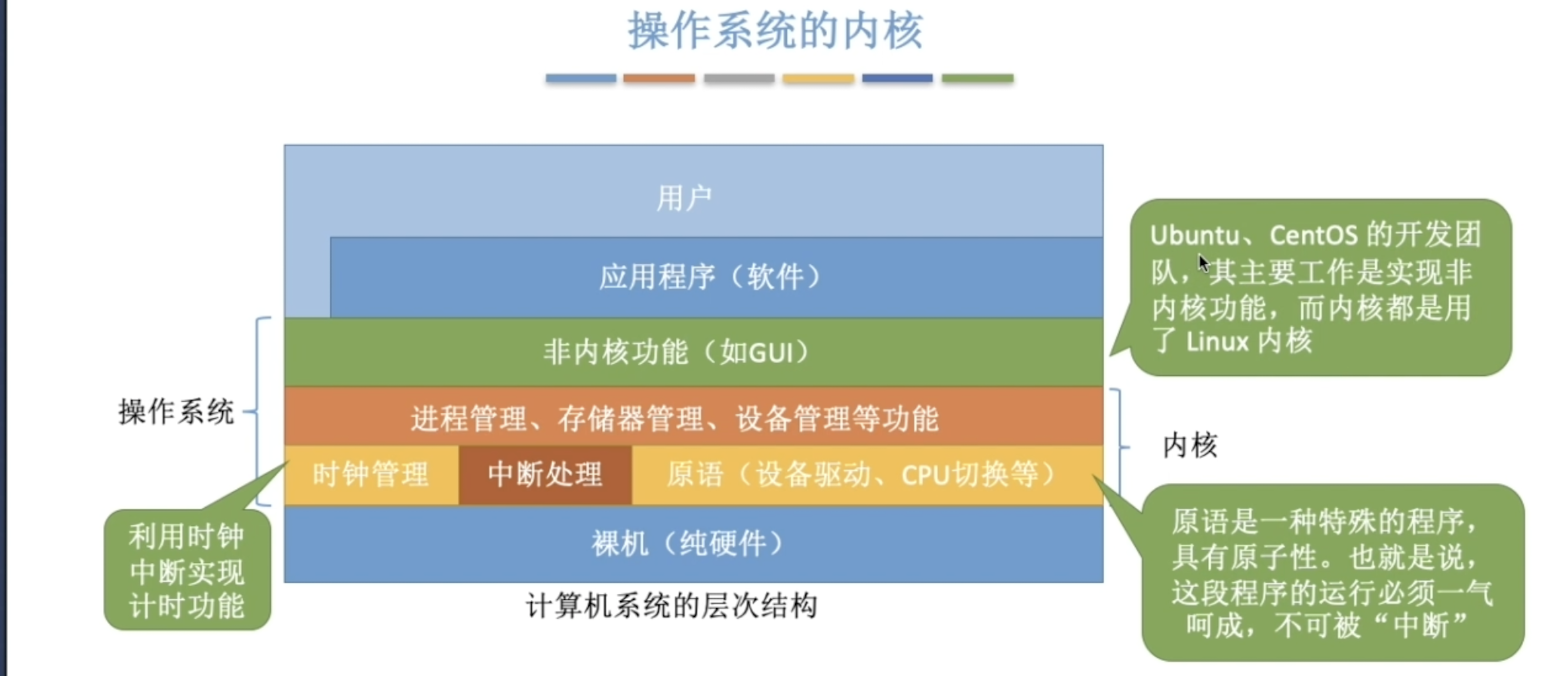 操作系统的内核
用户
应用程序（软件）
Ubuntu、CentOS 的开发团
队，其主要工作是实现非
内核功能，而内核都是用
了 Linux 内核
非内核功能（如GUI）
操作系统
进程管理、存储器管理、设备管理等功能
内核
时钟管理
中断处理
原语（设备驱动、CPU切换等）
利用时钟
中断实现
计时功能
原语是一种特殊的程序，
具有原子性。也就是说，
这段程序的运行必须一气
呵成，不可被“中断”
裸机（纯硬件）
计算机系统的层次结构